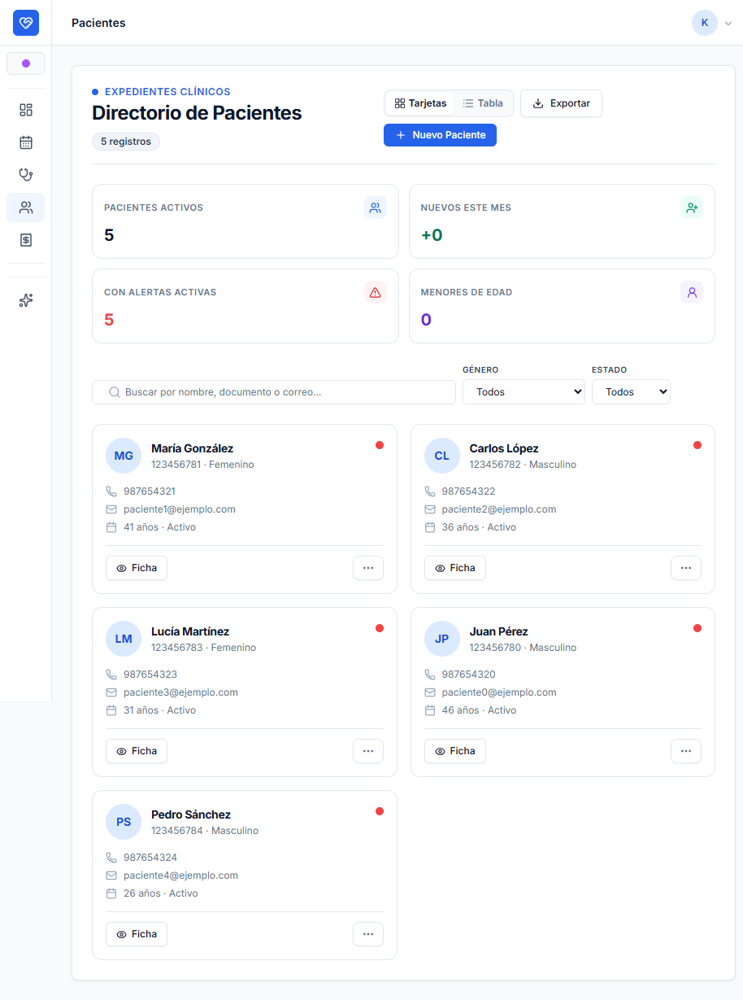 Pacientes
K
EXPEDIENTES CLÍNICOS
Directorio de Pacientes
5 registros
Tarjetas
Tabla
Exportar
Nuevo Paciente
PACIENTES ACTIVOS
5
NUEVOS ESTE MES
+0
CON ALERTAS ACTIVAS
5
MENORES DE EDAD
0
Buscar por nombre, documento o correo...
GÉNERO
Todos
ESTADO
Todos
MG
María González
123456781 · Femenino
987654321
paciente1@ejemplo.com
41 años · Activo
Ficha
CL
Carlos López
123456782 · Masculino
987654322
paciente2@ejemplo.com
36 años · Activo
Ficha
LM
Lucía Martínez
123456783 · Femenino
987654323
paciente3@ejemplo.com
31 años · Activo
Ficha
JP
Juan Pérez
123456780 · Masculino
987654320
paciente0@ejemplo.com
46 años · Activo
Ficha
PS
Pedro Sánchez
123456784 · Masculino
987654324
paciente4@ejemplo.com
26 años · Activo
Ficha